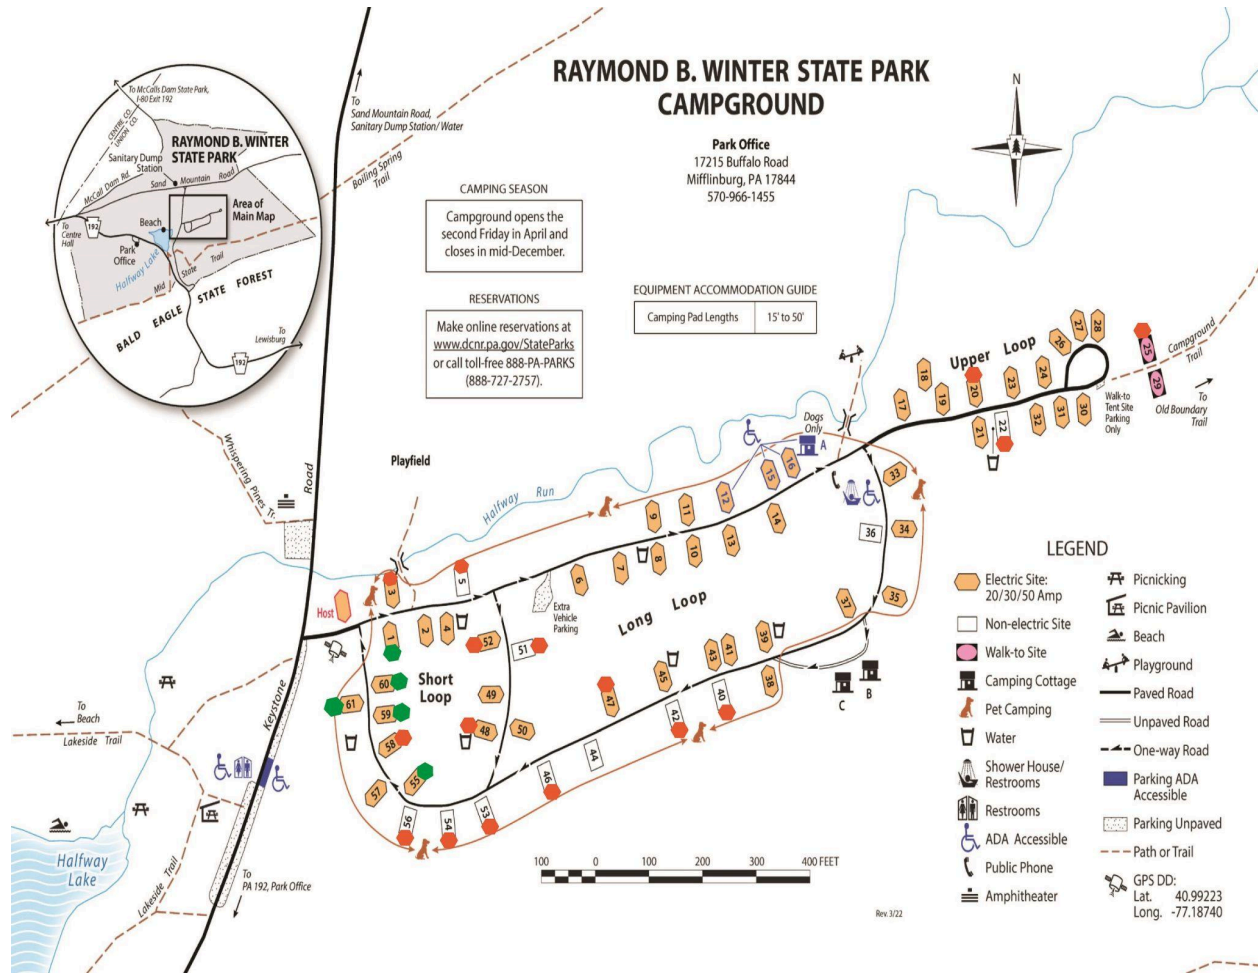 RAYMOND B. WINTER STATE PARK
CAMPGROUND
Park Office
17215 Buffalo Road
Mifflinburg, PA 17844
570-966-1455
N
To McCalls Dam State Park,
I-80 Exit 192
CENTRE CO.
UNION CO.
RAYMOND B. WINTER
STATE PARK
Sanitary Dump
Station
McCall Dam Rd.
Sand Mountain Road
Area of
Main Map
192
To
Centre
Hall
Beach
Park
Office
Halfway Lake
Mid State Trail
BALD EAGLE STATE FOREST
To
Lewisburg
192
To
Sand Mountain Road,
Sanitary Dump Station/ Water
Boiling Spring
Trail
CAMPING SEASON
Campground opens the
second Friday in April and
closes in mid-December.
RESERVATIONS
Make online reservations at
www.dcnr.pa.gov/StateParks
or call toll-free 888-PA-PARKS
(888-727-2757).
EQUIPMENT ACCOMMODATION GUIDE
Camping Pad Lengths 15' to 50'
Upper Loop
17
18
19
20
21
22
23
24
26
27
28
25
29
30
31
32
Campground
Trail
To
Old Boundary
Trail
Walk-to
Tent Site
Parking
Only
Dogs
Only
A
12
15
16
Whispering Pines Tr.
Road
Playfield
Halfway Run
9
11
14
13
10
8
7
6
33
34
35
36
37
Host
3
5
Extra
Vehicle
Parking
Long Loop
1
2
4
52
51
39
41
43
45
47
38
40
42
44
46
B
C
Short
Loop
60
61
59
58
49
48
50
55
57
56
54
53
Keystone
To
Beach
Lakeside Trail
Halfway
Lake
Lakeside Trail
To
PA 192, Park Office
100 0 100 200 300 400 FEET
Rev. 3/22
LEGEND
Electric Site:
20/30/50 Amp
Non-electric Site
Walk-to Site
Camping Cottage
Pet Camping
Water
Shower House/
Restrooms
Restrooms
ADA Accessible
Public Phone
Amphitheater
Picnicking
Picnic Pavilion
Beach
Playground
Paved Road
Unpaved Road
One-way Road
Parking ADA
Accessible
Parking Unpaved
Path or Trail
GPS DD:
Lat. 40.99223
Long. -77.18740